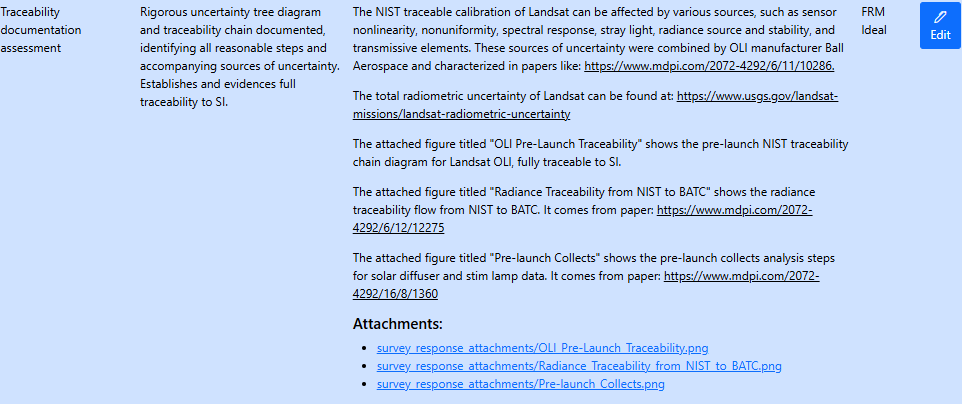 Traceability
documentation
assessment
Rigorous uncertainty tree diagram
and traceability chain documented,
identifying all reasonable steps and
accompanying sources of uncertainty.
Establishes and evidences full
traceability to SI.
The NIST traceable calibration of Landsat can be affected by various sources, such as sensor
nonlinearity, nonuniformity, spectral response, stray light, radiance source and stability, and
transmissive elements. These sources of uncertainty were combined by OLI manufacturer Ball
Aerospace and characterized in papers like: https://www.mdpi.com/2072-4292/6/11/10286.
The total radiometric uncertainty of Landsat can be found at: https://www.usgs.gov/landsat-
missions/landsat-radiometric-uncertainty
The attached figure titled "OLI Pre-Launch Traceability" shows the pre-launch NIST traceability
chain diagram for Landsat OLI, fully traceable to SI.
The attached figure titled "Radiance Traceability from NIST to BATC" shows the radiance
traceability flow from NIST to BATC. It comes from paper: https://www.mdpi.com/2072-
4292/6/12/12275
The attached figure titled "Pre-launch Collects" shows the pre-launch collects analysis steps
for solar diffuser and stim lamp data. It comes from paper: https://www.mdpi.com/2072-
4292/16/8/1360
Attachments:
• survey_response_attachments/OLI_Pre-Launch_Traceability.png
• survey_response_attachments/Radiance_Traceability_from_NIST_to_BATC.png
• survey_response_attachments/Pre-launch_Collects.png
FRM
Ideal
Edit